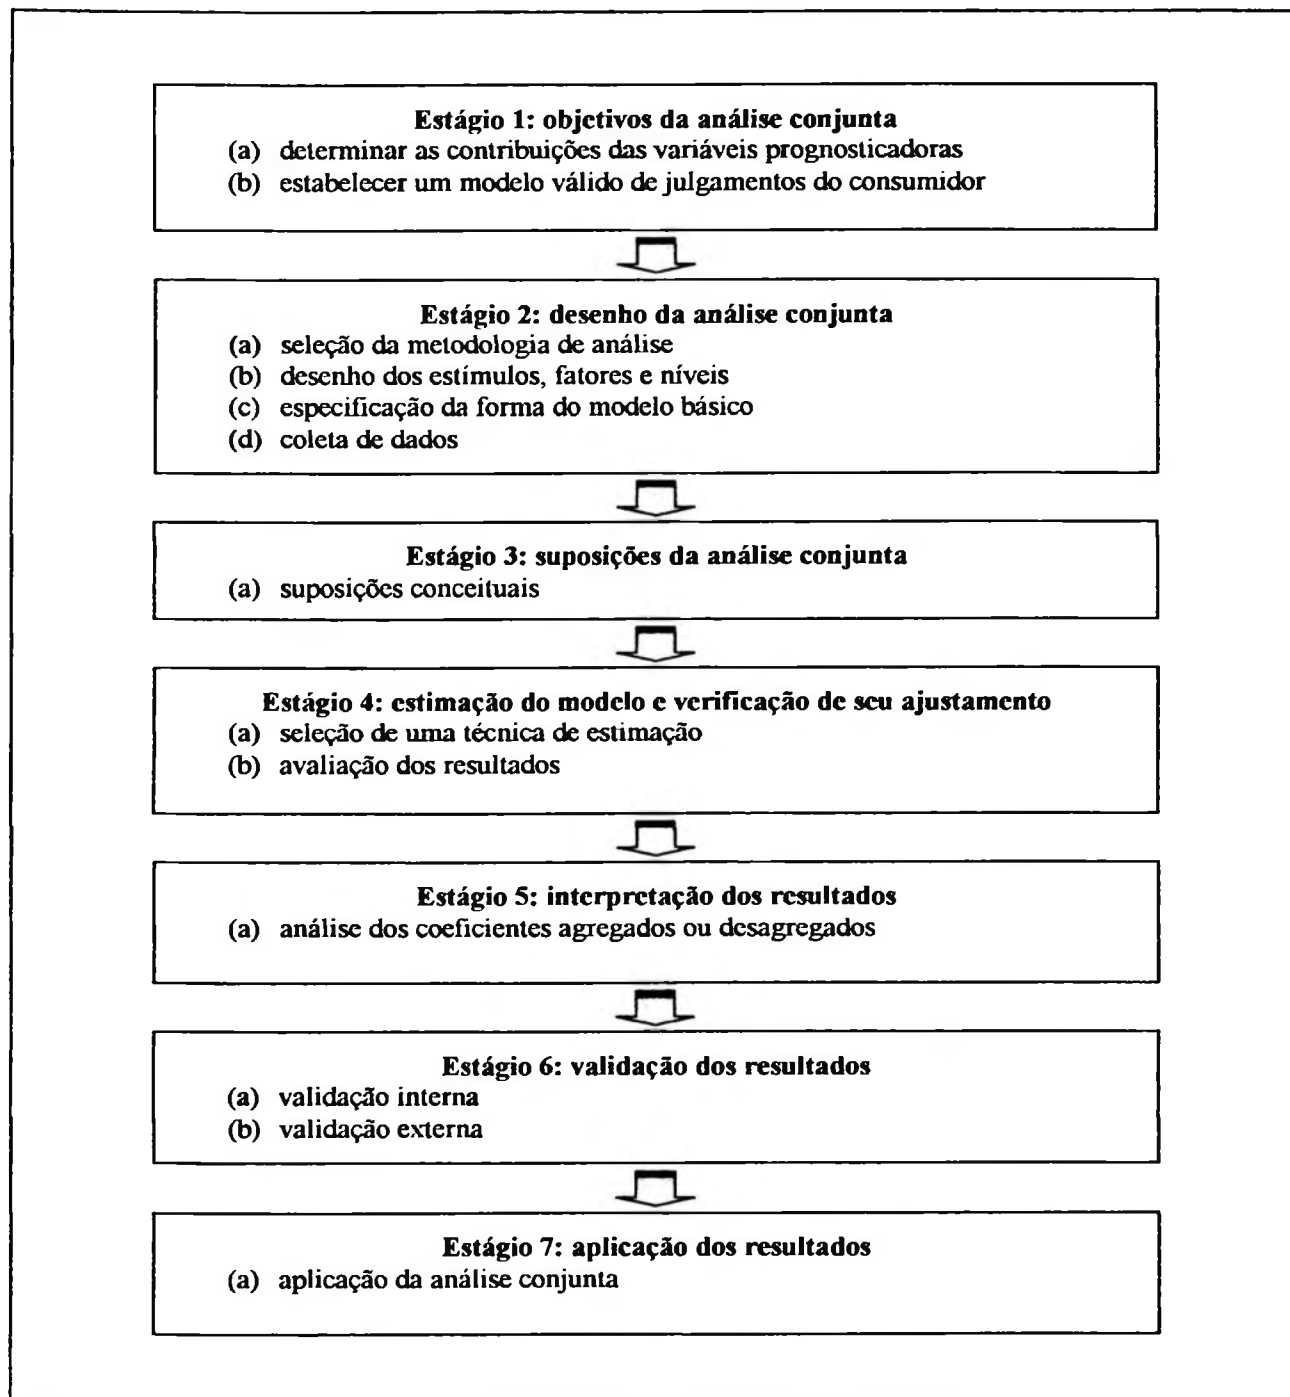 Estágio 1: objetivos da análise conjunta
(a) determinar as contribuições das variáveis prognosticadoras
(b) estabelecer um modelo válido de julgamentos do consumidor
Estágio 2: desenho da análise conjunta
(a) seleção da metodologia de análise
(b) desenho dos estímulos, fatores e níveis
(c) especificação da forma do modelo básico
(d) coleta de dados
Estágio 3: suposições da análise conjunta
(a) suposições conceituais
Estágio 4: estimação do modelo e verificação de seu ajustamento
(a) seleção de uma técnica de estimação
(b) avaliação dos resultados
Estágio 5: interpretação dos resultados
(a) análise dos coeficientes agregados ou desagregados
Estágio 6: validação dos resultados
(a) validação interna
(b) validação externa
Estágio 7: aplicação dos resultados
(a) aplicação da análise conjunta